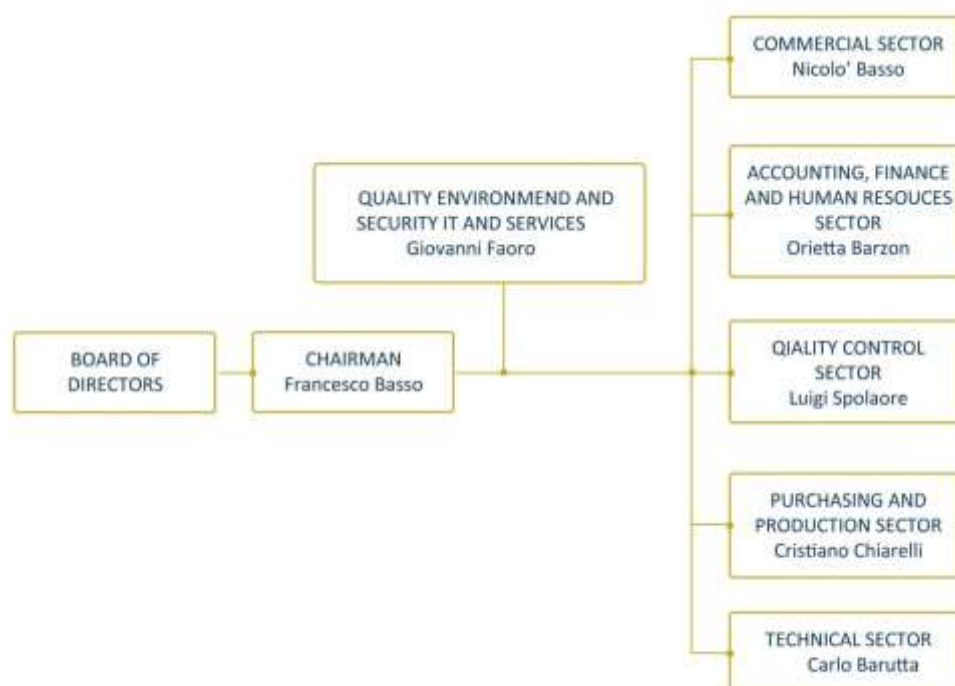 BOARD OF
DIRECTORS
CHAIRMAN
Francesco Basso
QUALITY ENVIRONMEND AND
SECURITY IT AND SERVICES
Giovanni Faoro
COMMERCIAL SECTOR
Nicolo' Basso
ACCOUNTING, FINANCE
AND HUMAN RESOUCES
SECTOR
Orietta Barzon
QIALITY CONTROL
SECTOR
Luigi Spolaore
PURCHASING AND
PRODUCTION SECTOR
Cristiano Chiarelli
TECHNICAL SECTOR
Carlo Barutta